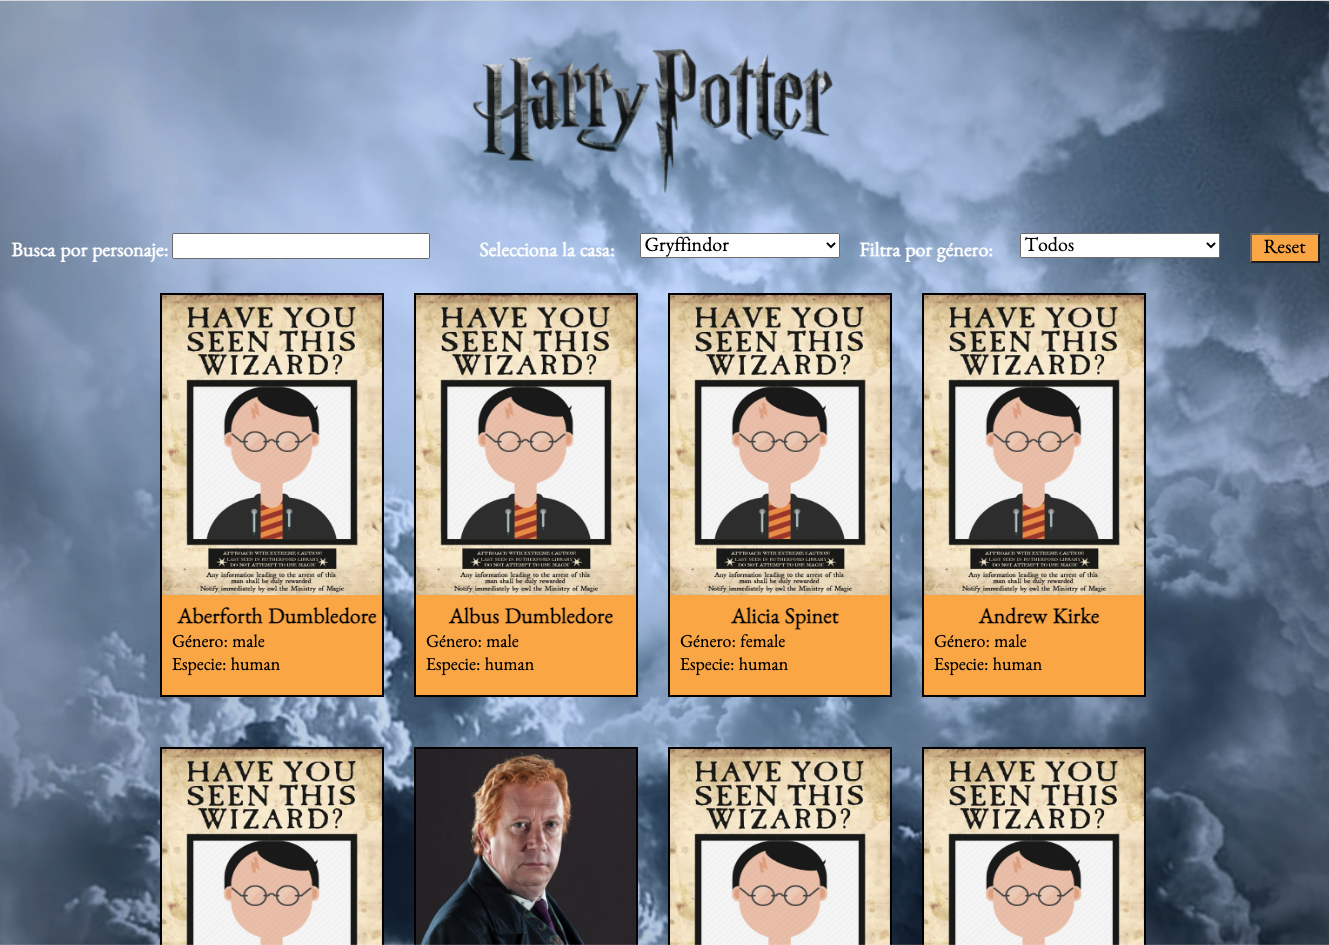 Harry Potter
Busca por personaje:
Selecciona la casa: Gryffindor
Filtra por género: Todos
Reset
HAVE YOU
SEEN THIS
WIZARD?
APPROACH WITH EXTREME CAUTION!
LAST SEEN IN RUTHERFORD LIBRARY
DO NOT ATTEMPT TO USE MAGIC
Any information leading to the arrest of this
man shall be duly rewarded
Notify immediately by owl the Ministry of Magic
Aberforth Dumbledore
Género: male
Especie: human
HAVE YOU
SEEN THIS
WIZARD?
APPROACH WITH EXTREME CAUTION!
LAST SEEN IN RUTHERFORD LIBRARY
DO NOT ATTEMPT TO USE MAGIC
Any information leading to the arrest of this
man shall be duly rewarded
Notify immediately by owl the Ministry of Magic
Albus Dumbledore
Género: male
Especie: human
HAVE YOU
SEEN THIS
WIZARD?
APPROACH WITH EXTREME CAUTION!
LAST SEEN IN RUTHERFORD LIBRARY
DO NOT ATTEMPT TO USE MAGIC
Any information leading to the arrest of this
man shall be duly rewarded
Notify immediately by owl the Ministry of Magic
Alicia Spinet
Género: female
Especie: human
HAVE YOU
SEEN THIS
WIZARD?
APPROACH WITH EXTREME CAUTION!
LAST SEEN IN RUTHERFORD LIBRARY
DO NOT ATTEMPT TO USE MAGIC
Any information leading to the arrest of this
man shall be duly rewarded
Notify immediately by owl the Ministry of Magic
Andrew Kirke
Género: male
Especie: human
HAVE YOU
SEEN THIS
WIZARD?
HAVE YOU
SEEN THIS
WIZARD?
HAVE YOU
SEEN THIS
WIZARD?